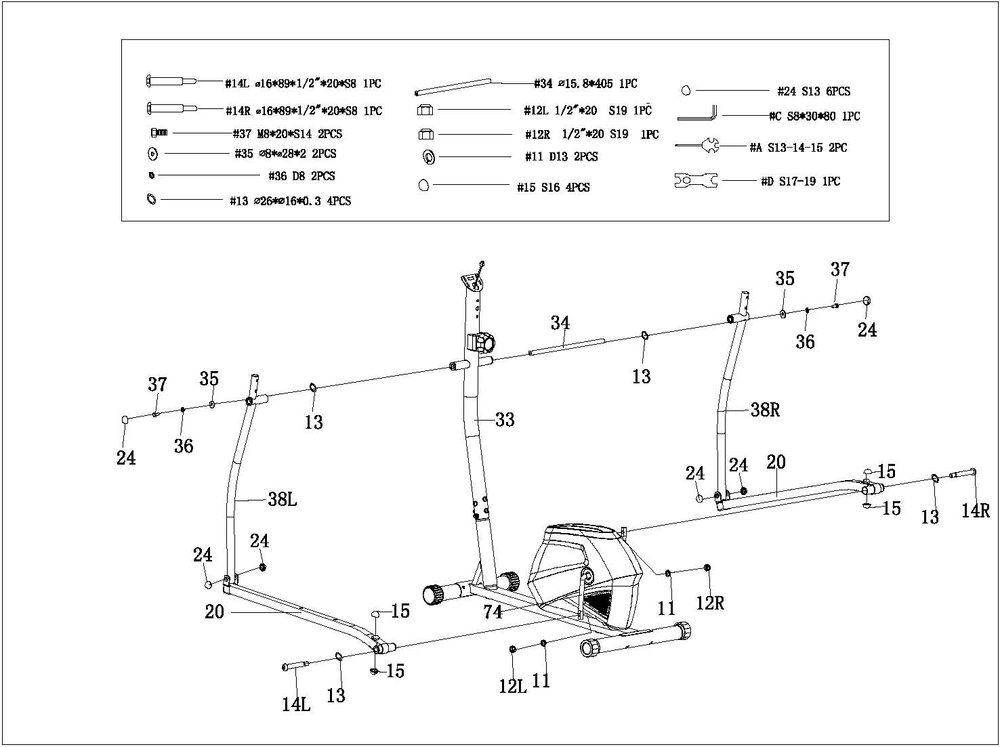 #14L ⌀16*89*1/2"*20*S8 1PC
#14R ⌀16*89*1/2"*20*S8 1PC
#37 M8*20*S14 2PCS
#35 ⌀8*⌀28*2 2PCS
#36 D8 2PCS
#13 ⌀26*⌀16*0.3 4PCS
#34 ⌀15.8*405 1PC
#12L 1/2"*20 S19 1PC
#12R 1/2"*20 S19 1PC
#11 D13 2PCS
#15 S16 4PCS
#24 S13 6PCS
#C S8*30*80 1PC
#A S13-14-15 2PC
#D S17-19 1PC
37
35
34
35
37
24
36
13
13
36
24
33
38R
38L
24
24
20
15
15
13
14R
24
24
20
15
15
74
11
12R
14L
13
12L
11